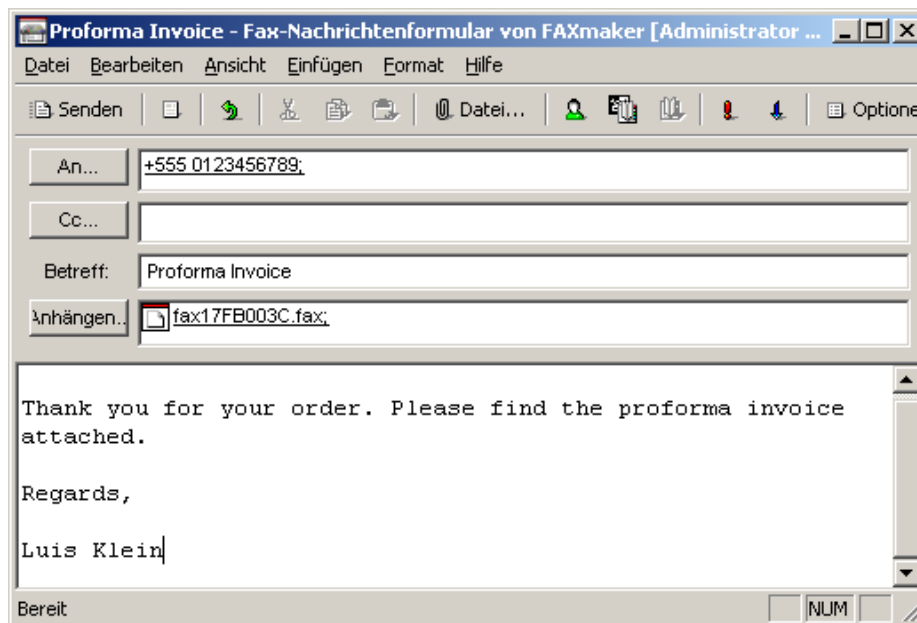 Proforma Invoice - Fax-Nachrichtenformular von FAXmaker [Administrator ...
Datei Bearbeiten Ansicht Einfügen Format Hilfe
Senden Datei... Optione
An... +555 0123456789;
Cc...
Betreff: Proforma Invoice
Anhängen.. fax17FB003C.fax;
Thank you for your order. Please find the proforma invoice
attached.
Regards,
Luis Klein
Bereit NUM